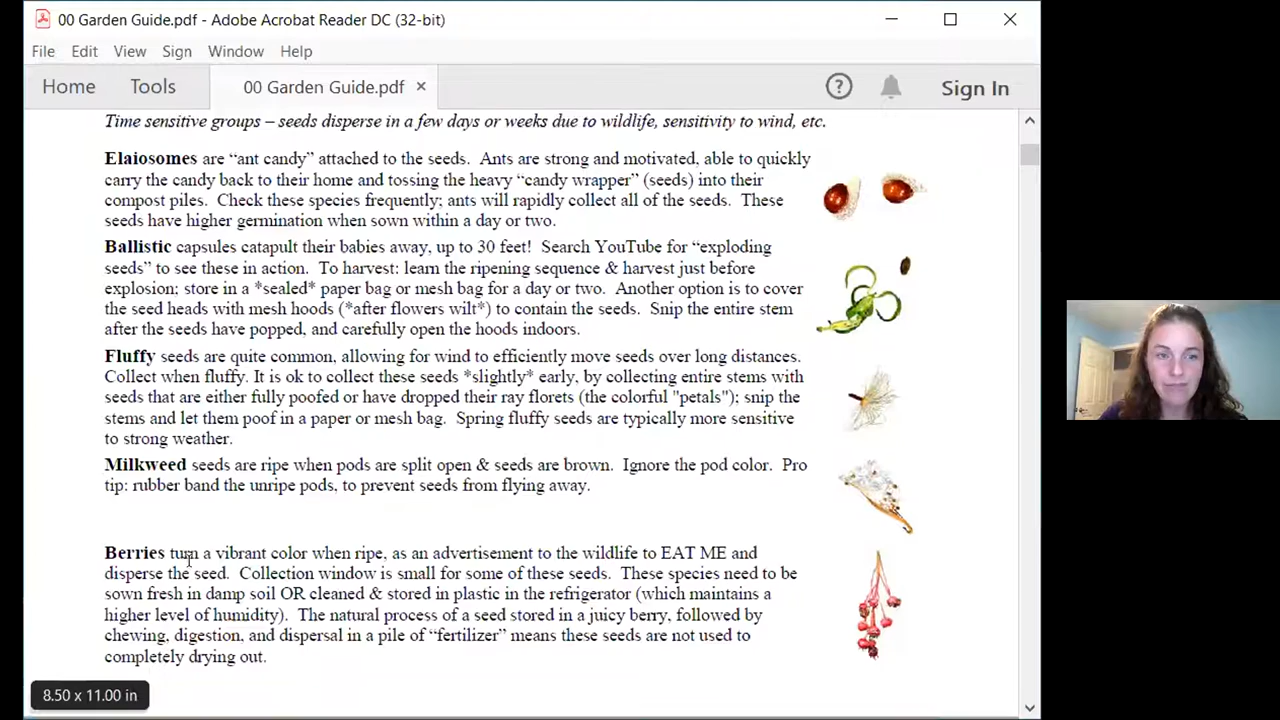 00 Garden Guide.pdf - Adobe Acrobat Reader DC (32-bit)
File Edit View Sign Window Help
Home Tools 00 Garden Guide.pdf × Sign In
Time sensitive groups – seeds disperse in a few days or weeks due to wildlife, sensitivity to wind, etc.
Elaiosomes are “ant candy” attached to the seeds. Ants are strong and motivated, able to quickly
carry the candy back to their home and tossing the heavy “candy wrapper” (seeds) into their
compost piles. Check these species frequently; ants will rapidly collect all of the seeds. These
seeds have higher germination when sown within a day or two.
Ballistic capsules catapult their babies away, up to 30 feet! Search YouTube for “exploding
seeds” to see these in action. To harvest: learn the ripening sequence & harvest just before
explosion; store in a *sealed* paper bag or mesh bag for a day or two. Another option is to cover
the seed heads with mesh hoods (*after flowers wilt*) to contain the seeds. Snip the entire stem
after the seeds have popped, and carefully open the hoods indoors.
Fluffy seeds are quite common, allowing for wind to efficiently move seeds over long distances.
Collect when fluffy. It is ok to collect these seeds *slightly* early, by collecting entire stems with
seeds that are either fully poofed or have dropped their ray florets (the colorful "petals"); snip the
stems and let them poof in a paper or mesh bag. Spring fluffy seeds are typically more sensitive
to strong weather.
Milkweed seeds are ripe when pods are split open & seeds are brown. Ignore the pod color. Pro
tip: rubber band the unripe pods, to prevent seeds from flying away.
Berries turn a vibrant color when ripe, as an advertisement to the wildlife to EAT ME and
disperse the seed. Collection window is small for some of these seeds. These species need to be
sown fresh in damp soil OR cleaned & stored in plastic in the refrigerator (which maintains a
higher level of humidity). The natural process of a seed stored in a juicy berry, followed by
chewing, digestion, and dispersal in a pile of “fertilizer” means these seeds are not used to
completely drying out.
8.50 x 11.00 in